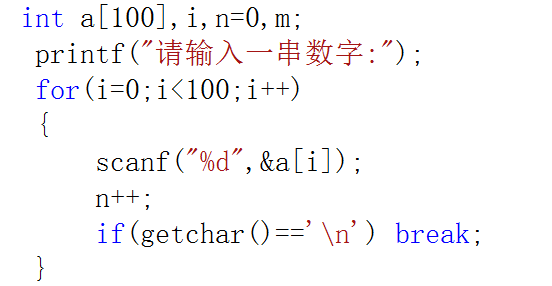 int a[100],i,n=0,m;
printf("请输入一串数字:");
for(i=0;i<100;i++)
{
scanf("%d",&a[i]);
n++;
if(getchar()=='\n') break;
}